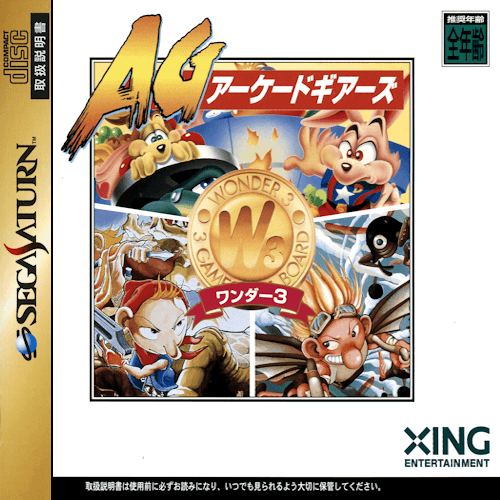 COMPACT
disc
取扱説明書
SEGA SATURN™
AG
アーケードギアーズ
推奨年齢
全年齢
WONDER 3
W3
3 GAME BOARD
ワンダー3
XING
ENTERTAINMENT
取扱説明書は使用前に必ずお読みになり、いつでも見られるよう大切に保管してください。